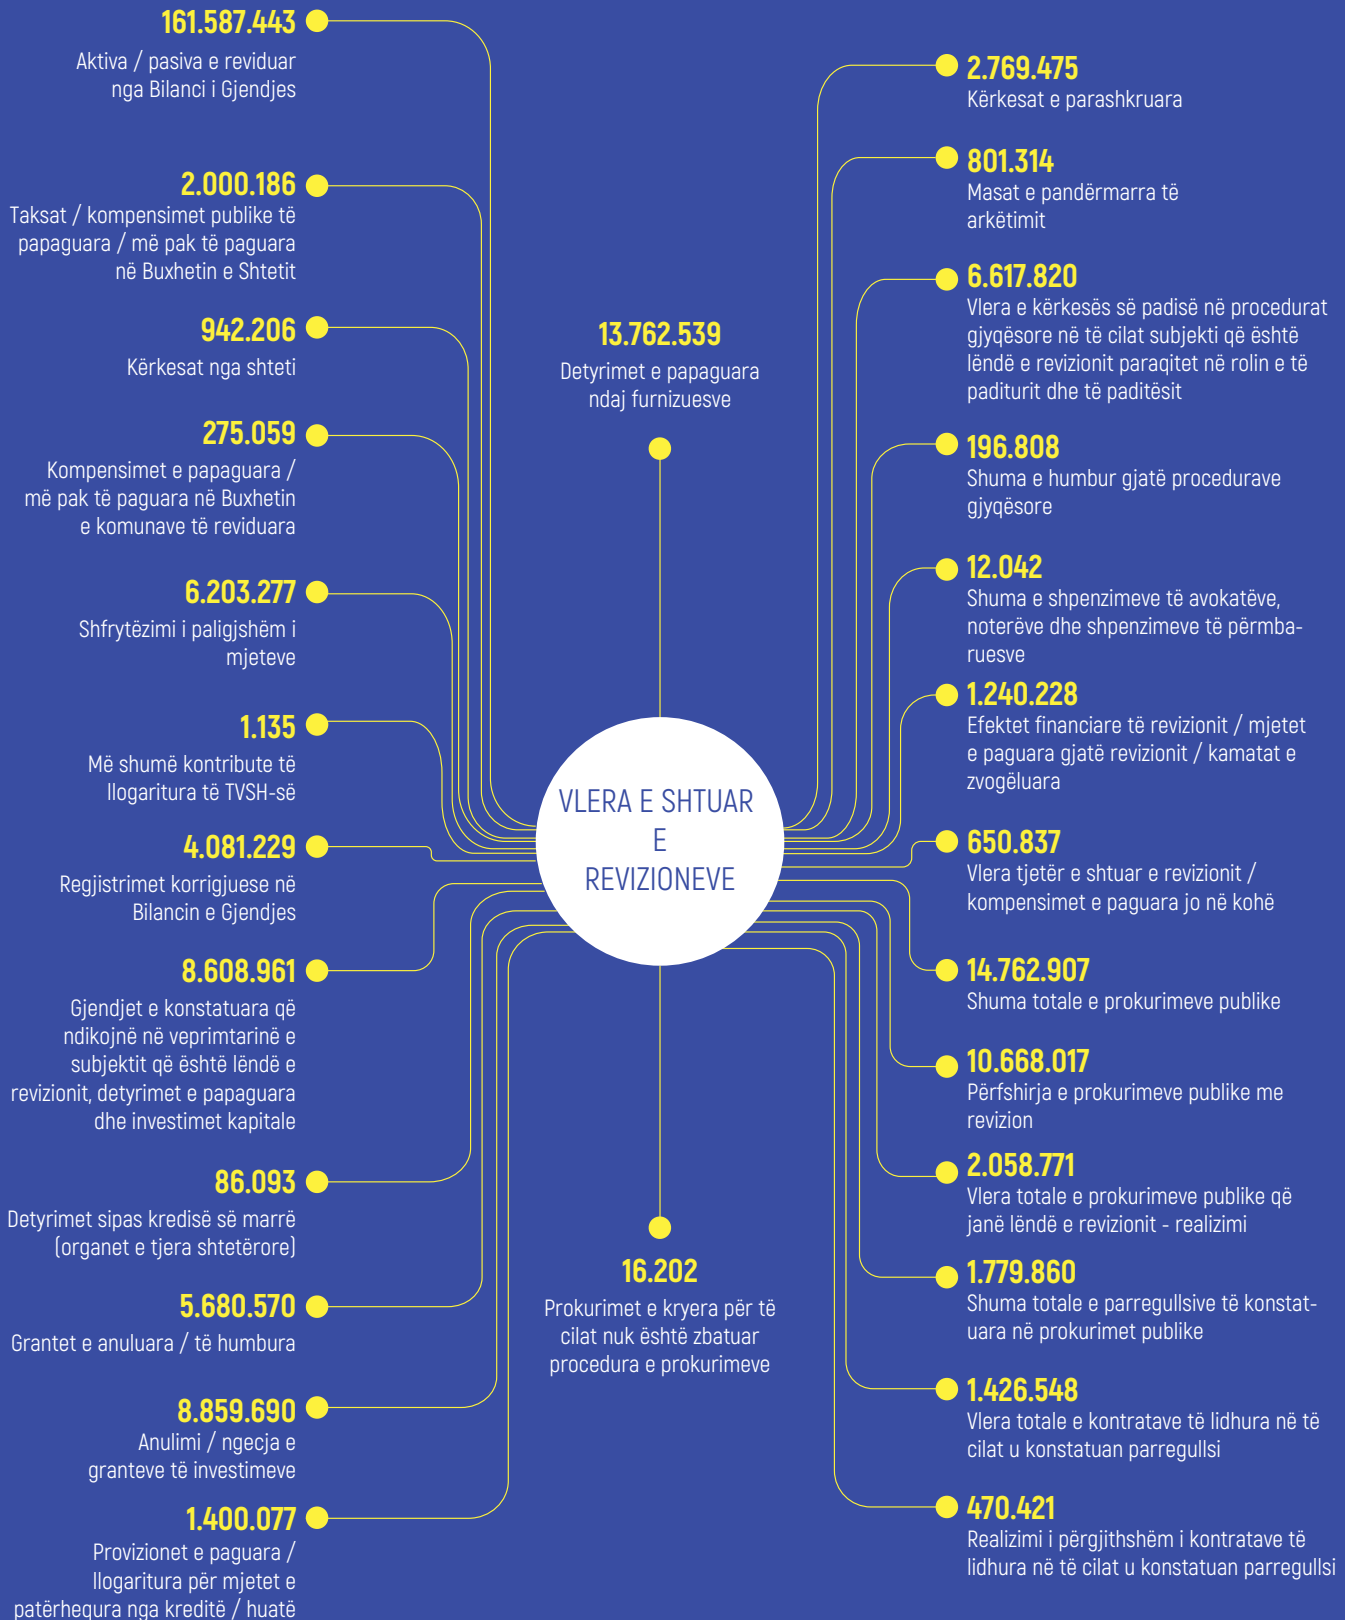 161.587.443
Aktiva / pasiva e reviduar
nga Bilanci i Gjendjes
2.000.186
Taksat / kompensimet publike të
papaguara / më pak të paguara
në Buxhetin e Shtetit
942.206
Kërkesat nga shteti
275.059
Kompensimet e papaguara /
më pak të paguara në Buxhetin
e komunave të reviduara
6.203.277
Shfrytëzimi i paligjshëm i
mjeteve
1.135
Më shumë kontribute të
llogaritura të TVSH-së
4.081.229
Regjistrimet korrigjuese në
Bilancin e Gjendjes
8.608.961
Gjendjet e konstatuara që
ndikojnë në veprimtarinë e
subjektit që është lëndë e
revizionit, detyrimet e papaguara
dhe investimet kapitale
86.093
Detyrimet sipas kredisë së marrë
(organet e tjera shtetërore)
5.680.570
Grantet e anuluara / të humbura
8.859.690
Anulimi / ngecja e
granteve të investimeve
1.400.077
Provizionet e paguara /
llogaritura për mjetet e
patërhequra nga kreditë / huatë
13.762.539
Detyrimet e papaguara
ndaj furnizuesve
VLERA E SHTUAR
E
REVIZIONEVE
16.202
Prokurimet e kryera për të
cilat nuk është zbatuar
procedura e prokurimeve
2.769.475
Kërkesat e parashkruara
801.314
Masat e pandërmarra të
arkëtimit
6.617.820
Vlera e kërkesës së padisë në procedurat
gjyqësore në të cilat subjekti që është
lëndë e revizionit paraqitet në rolin e të
paditurit dhe të paditësit
196.808
Shuma e humbur gjatë procedurave
gjyqësore
12.042
Shuma e shpenzimeve të avokatëve,
noterëve dhe shpenzimeve të përmba-
ruesve
1.240.228
Efektet financiare të revizionit / mjetet
e paguara gjatë revizionit / kamatat e
zvogëluara
650.837
Vlera tjetër e shtuar e revizionit /
kompensimet e paguara jo në kohë
14.762.907
Shuma totale e prokurimeve publike
10.668.017
Përfshirja e prokurimeve publike me
revizion
2.058.771
Vlera totale e prokurimeve publike që
janë lëndë e revizionit - realizimi
1.779.860
Shuma totale e parregullsive të konstat-
uara në prokurimet publike
1.426.548
Vlera totale e kontratave të lidhura në të
cilat u konstatuan parregullsi
470.421
Realizimi i përgjithshëm i kontratave të
lidhura në të cilat u konstatuan parregullsi